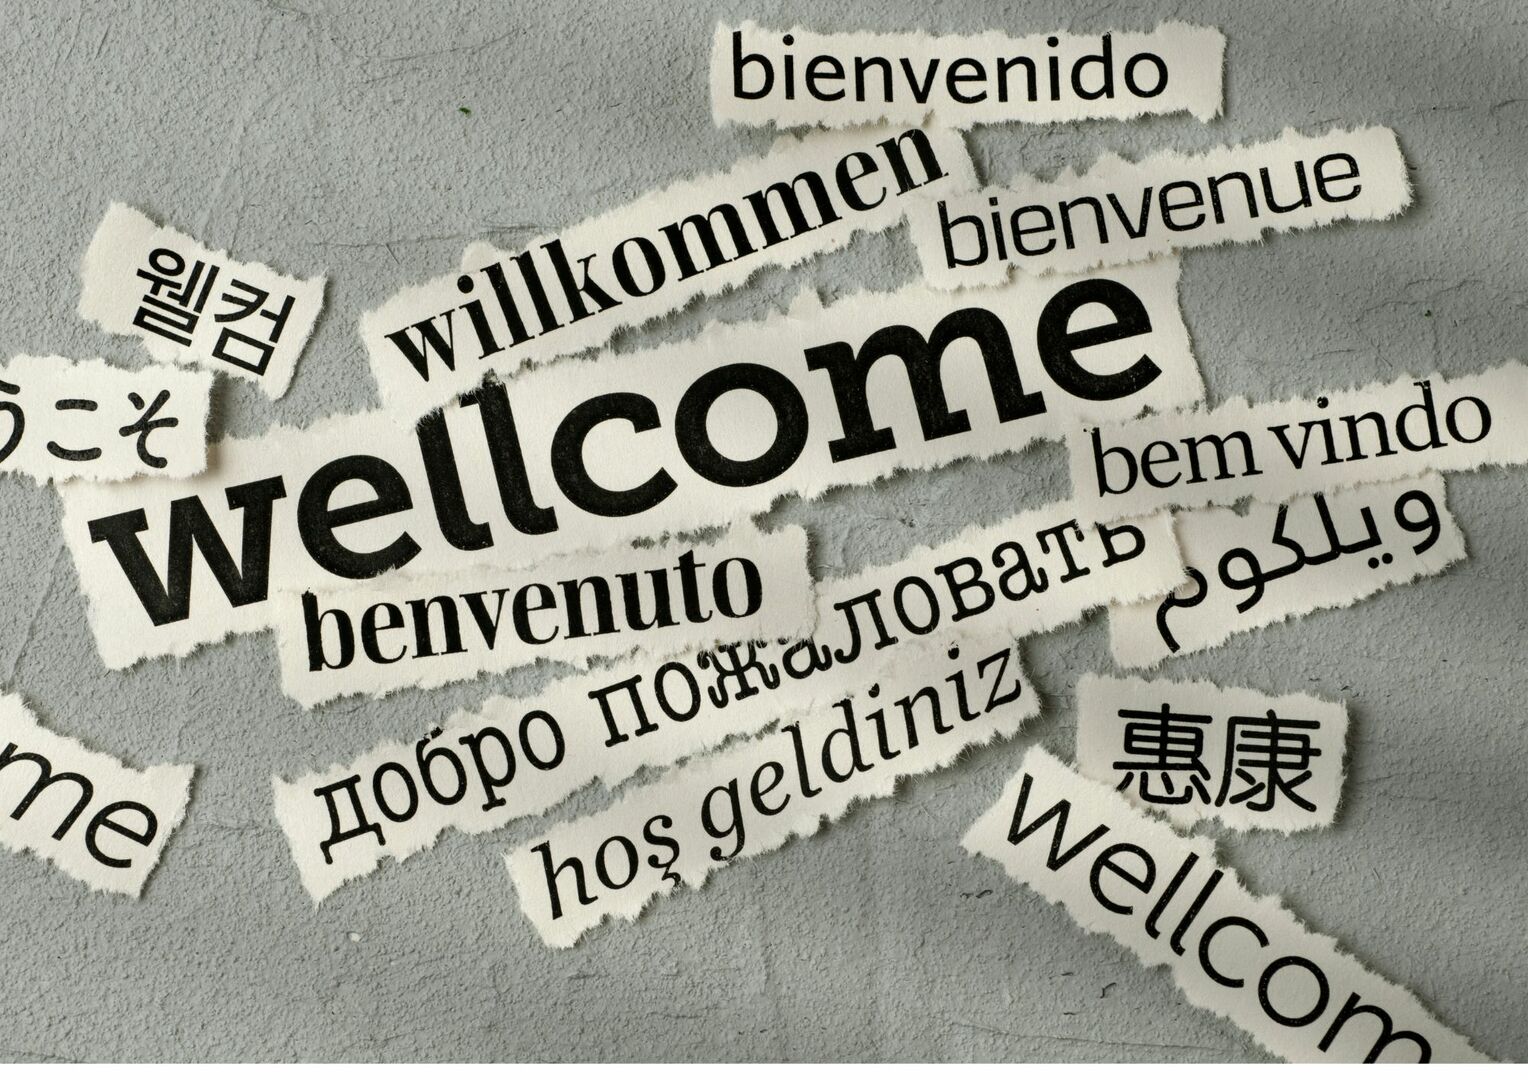 bienvenido
willkommen
bienvenue
웰컴
うこそ
wellcome
bem vindo
ويلكوم
benvenuto
добро пожаловать
hoş geldiniz
惠康
me
wellcom